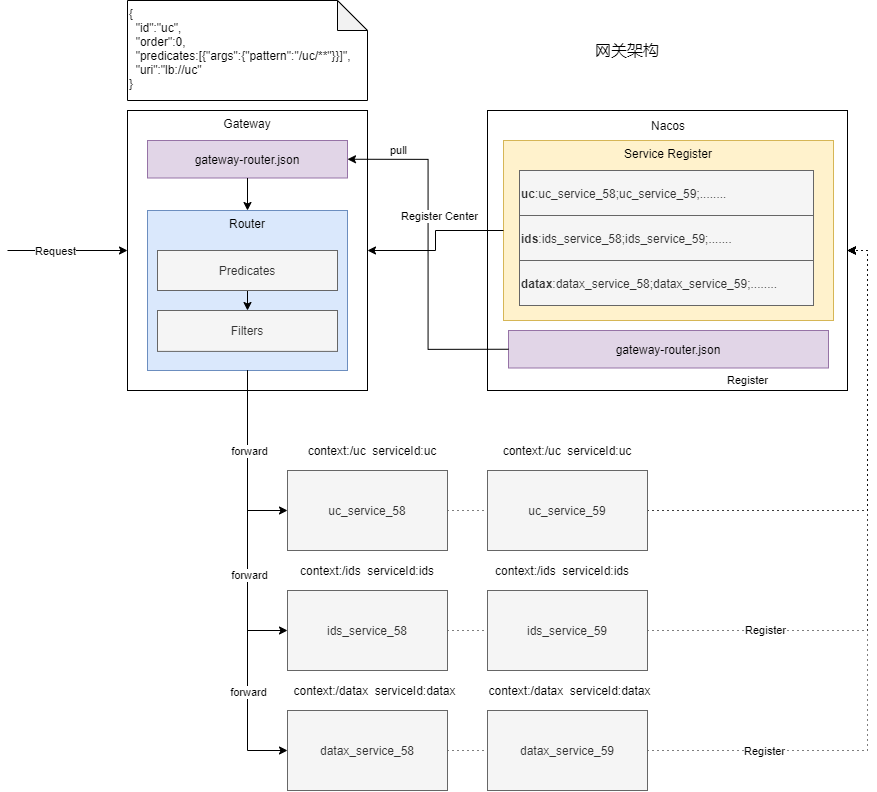 {
"id":"uc",
"order":0,
"predicates:[{"args":{"pattern":"/uc/**"}}]",
"uri":"lb://uc"
}
网关架构
Gateway
gateway-router.json
Router
Predicates
Filters
Request
pull
Register Center
Nacos
Service Register
uc:uc_service_58;uc_service_59;........
ids:ids_service_58;ids_service_59;.......
datax:datax_service_58;datax_service_59;........
gateway-router.json
Register
forward
context:/uc serviceId:uc
context:/uc serviceId:uc
uc_service_58
uc_service_59
forward
context:/ids serviceId:ids
context:/ids serviceId:ids
ids_service_58
ids_service_59
Register
forward
context:/datax serviceId:datax
context:/datax serviceId:datax
datax_service_58
datax_service_59
Register